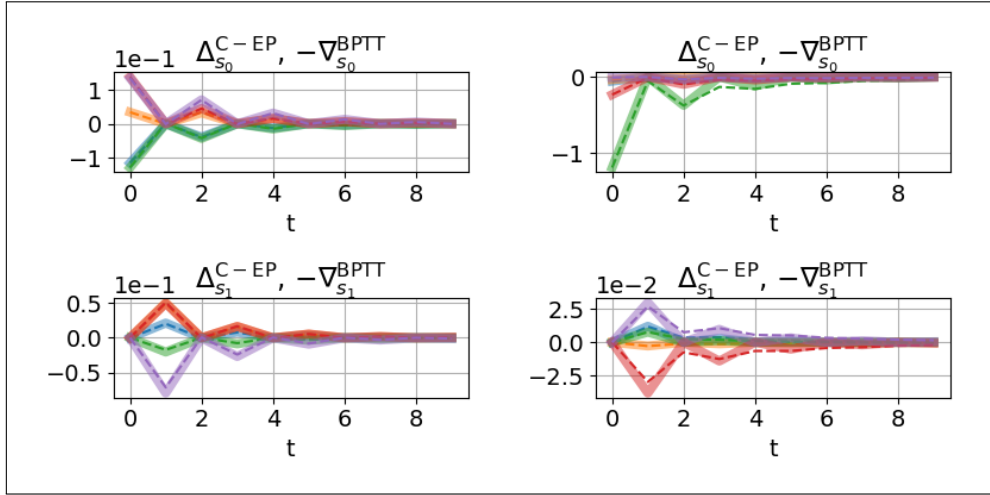 1e−1
Δ_{s_0}^{C−EP}, −∇_{s_0}^{BPTT}
1
0
−1
0 2 4 6 8
t
Δ_{s_0}^{C−EP}, −∇_{s_0}^{BPTT}
0
−1
0 2 4 6 8
t
1e−1
Δ_{s_1}^{C−EP}, −∇_{s_1}^{BPTT}
0.5
0.0
−0.5
0 2 4 6 8
t
1e−2
Δ_{s_1}^{C−EP}, −∇_{s_1}^{BPTT}
2.5
0.0
−2.5
0 2 4 6 8
t